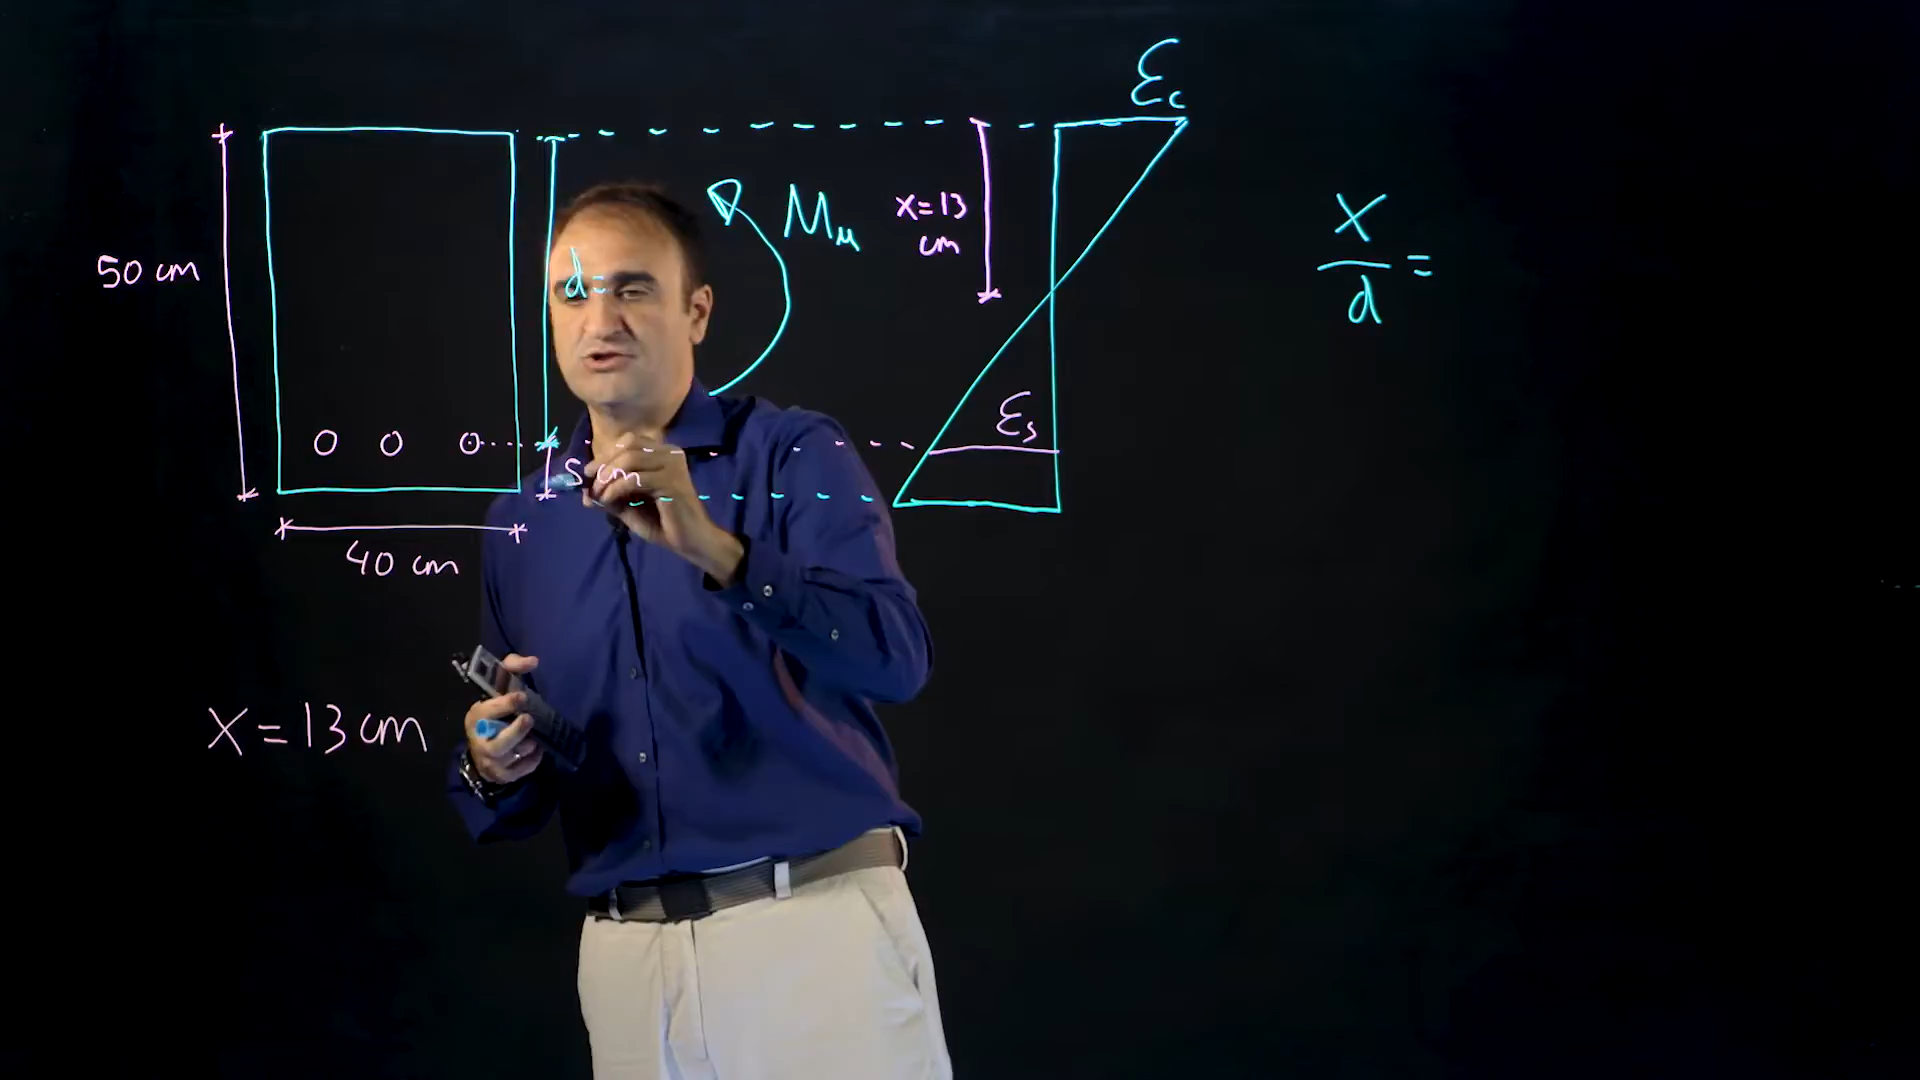 εc
50 cm
d=
Mu
x=13
cm
x
d
=
εs
5 cm
40 cm
x = 13 cm